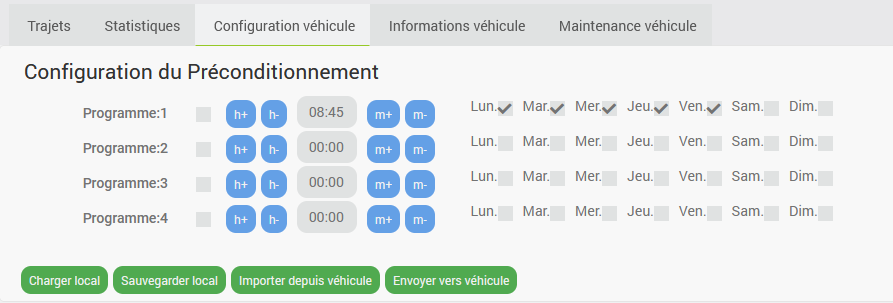 Trajets Statistiques Configuration véhicule Informations véhicule Maintenance véhicule
Configuration du Préconditionnement
Programme:1 h+ h- 08:45 m+ m- Lun. Mar. Mer. Jeu. Ven. Sam. Dim.
Programme:2 h+ h- 00:00 m+ m- Lun. Mar. Mer. Jeu. Ven. Sam. Dim.
Programme:3 h+ h- 00:00 m+ m- Lun. Mar. Mer. Jeu. Ven. Sam. Dim.
Programme:4 h+ h- 00:00 m+ m- Lun. Mar. Mer. Jeu. Ven. Sam. Dim.
Charger local Sauvegarder local Importer depuis véhicule Envoyer vers véhicule